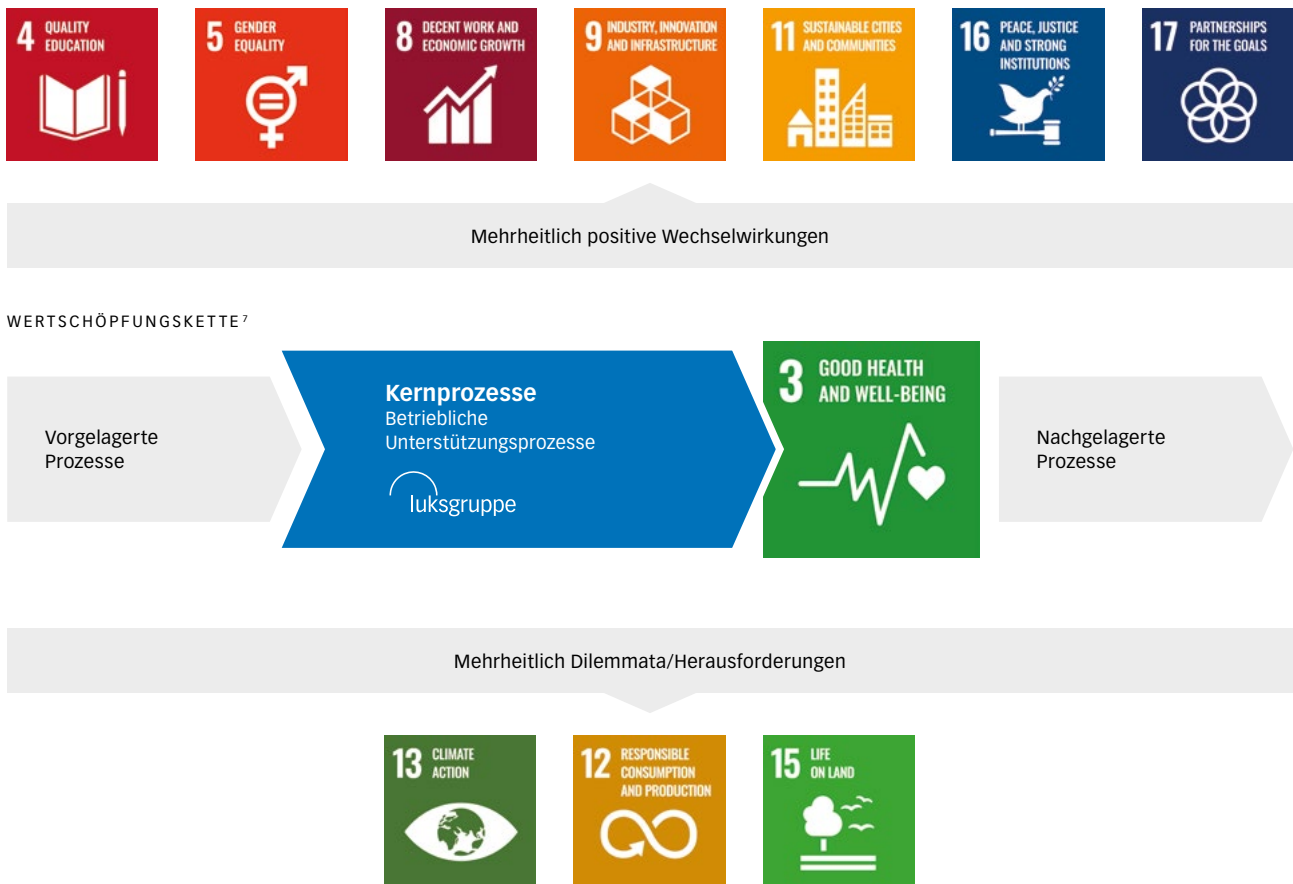 4 QUALITY
EDUCATION
5 GENDER
EQUALITY
8 DECENT WORK AND
ECONOMIC GROWTH
9 INDUSTRY, INNOVATION
AND INFRASTRUCTURE
11 SUSTAINABLE CITIES
AND COMMUNITIES
16 PEACE, JUSTICE
AND STRONG
INSTITUTIONS
17 PARTNERSHIPS
FOR THE GOALS
Mehrheitlich positive Wechselwirkungen
WERTSCHÖPFUNGSKETTE⁷
Vorgelagerte
Prozesse
Kernprozesse
Betriebliche
Unterstützungsprozesse
luksgruppe
3 GOOD HEALTH
AND WELL-BEING
Nachgelagerte
Prozesse
Mehrheitlich Dilemmata/Herausforderungen
13 CLIMATE
ACTION
12 RESPONSIBLE
CONSUMPTION
AND PRODUCTION
15 LIFE
ON LAND